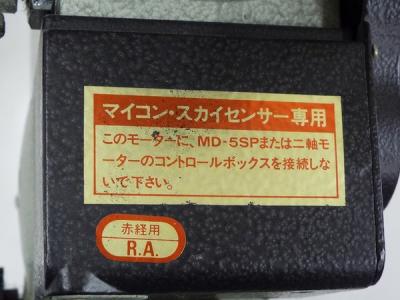 マイコン・スカイセンサー専用
このモーターに、MD-5SPまたは二軸モ
ーターのコントロールボックスを接続しな
いで下さい。
赤経用
R.A.